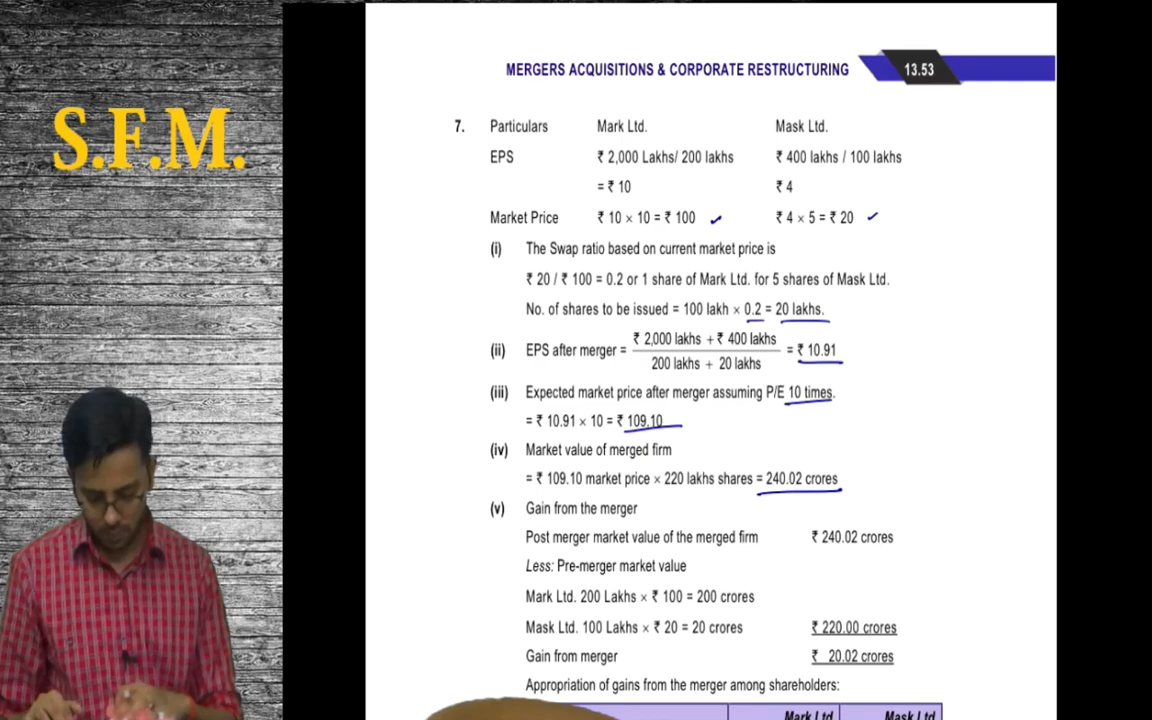 S.F.M.
MERGERS ACQUISITIONS & CORPORATE RESTRUCTURING 13.53
7. Particulars Mark Ltd. Mask Ltd.
EPS ₹ 2,000 Lakhs/ 200 lakhs ₹ 400 lakhs / 100 lakhs
= ₹ 10 ₹ 4
Market Price ₹ 10 × 10 = ₹ 100 ₹ 4 × 5 = ₹ 20
(i) The Swap ratio based on current market price is
₹ 20 / ₹ 100 = 0.2 or 1 share of Mark Ltd. for 5 shares of Mask Ltd.
No. of shares to be issued = 100 lakh × 0.2 = 20 lakhs.
(ii) EPS after merger = ₹ 2,000 lakhs + ₹ 400 lakhs = ₹ 10.91
200 lakhs + 20 lakhs
(iii) Expected market price after merger assuming P/E 10 times.
= ₹ 10.91 × 10 = ₹ 109.10
(iv) Market value of merged firm
= ₹ 109.10 market price × 220 lakhs shares = 240.02 crores
(v) Gain from the merger
Post merger market value of the merged firm ₹ 240.02 crores
Less: Pre-merger market value
Mark Ltd. 200 Lakhs × ₹ 100 = 200 crores
Mask Ltd. 100 Lakhs × ₹ 20 = 20 crores ₹ 220.00 crores
Gain from merger ₹ 20.02 crores
Appropriation of gains from the merger among shareholders:
Mark Ltd Mask Ltd